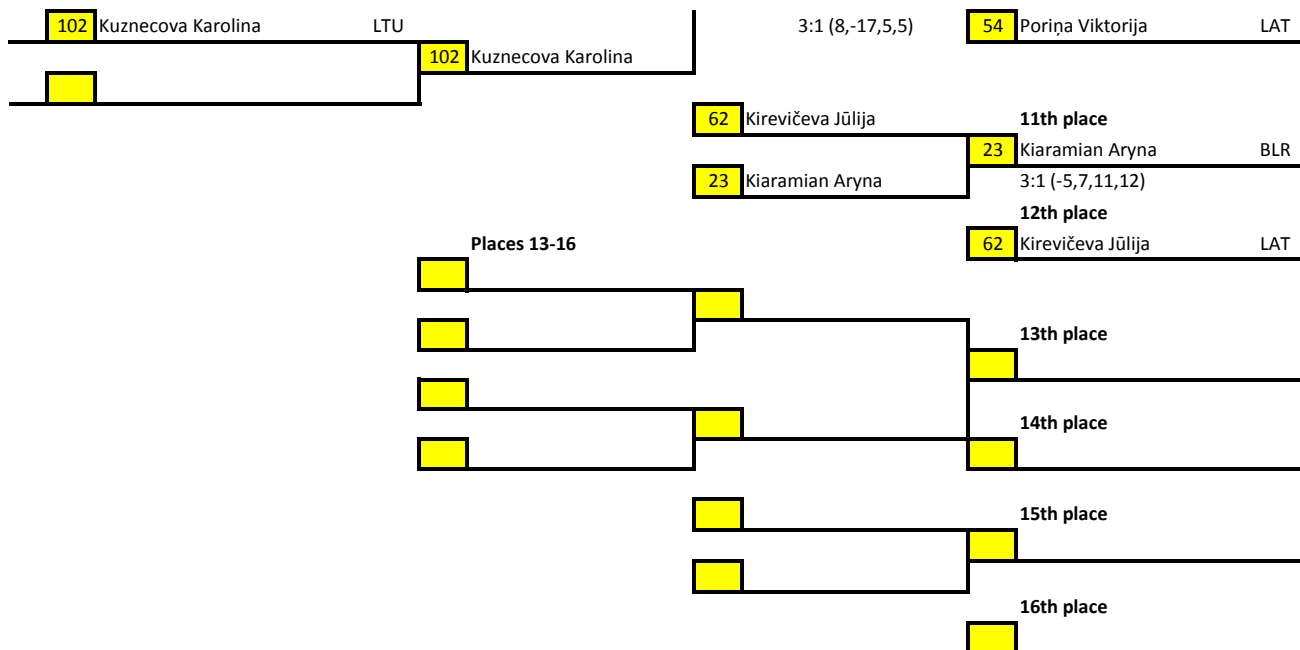 102 Kuznecova Karolina LTU 3:1 (8,-17,5,5) 54 Poriņa Viktorija LAT
102 Kuznecova Karolina
62 Kirevičeva Jūlija 11th place
23 Kiaramian Aryna BLR
23 Kiaramian Aryna 3:1 (-5,7,11,12)
12th place
Places 13-16 62 Kirevičeva Jūlija LAT
13th place
14th place
15th place
16th place